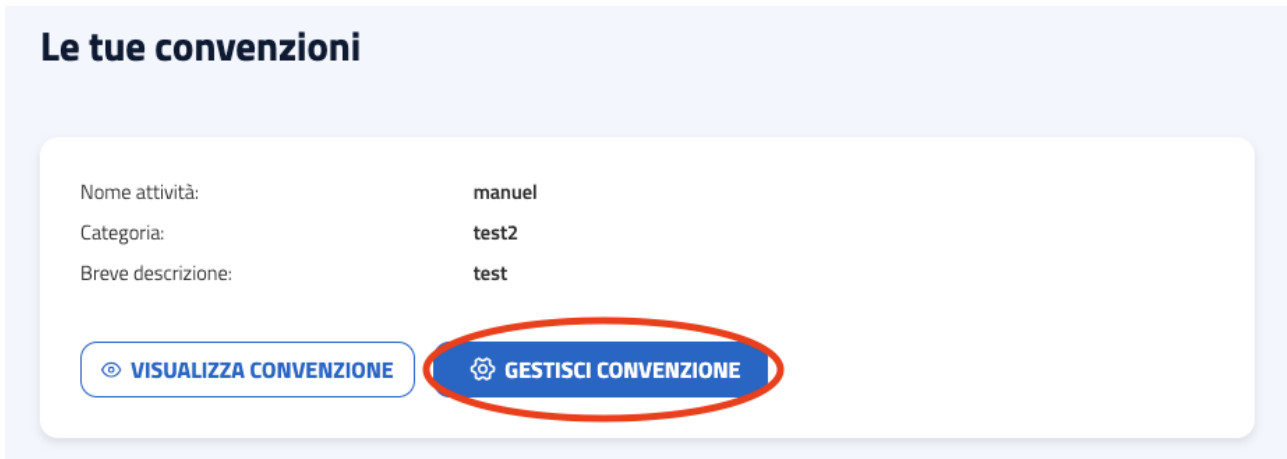 Le tue convenzioni
Nome attività: manuel
Categoria: test2
Breve descrizione: test
VISUALIZZA CONVENZIONE GESTISCI CONVENZIONE